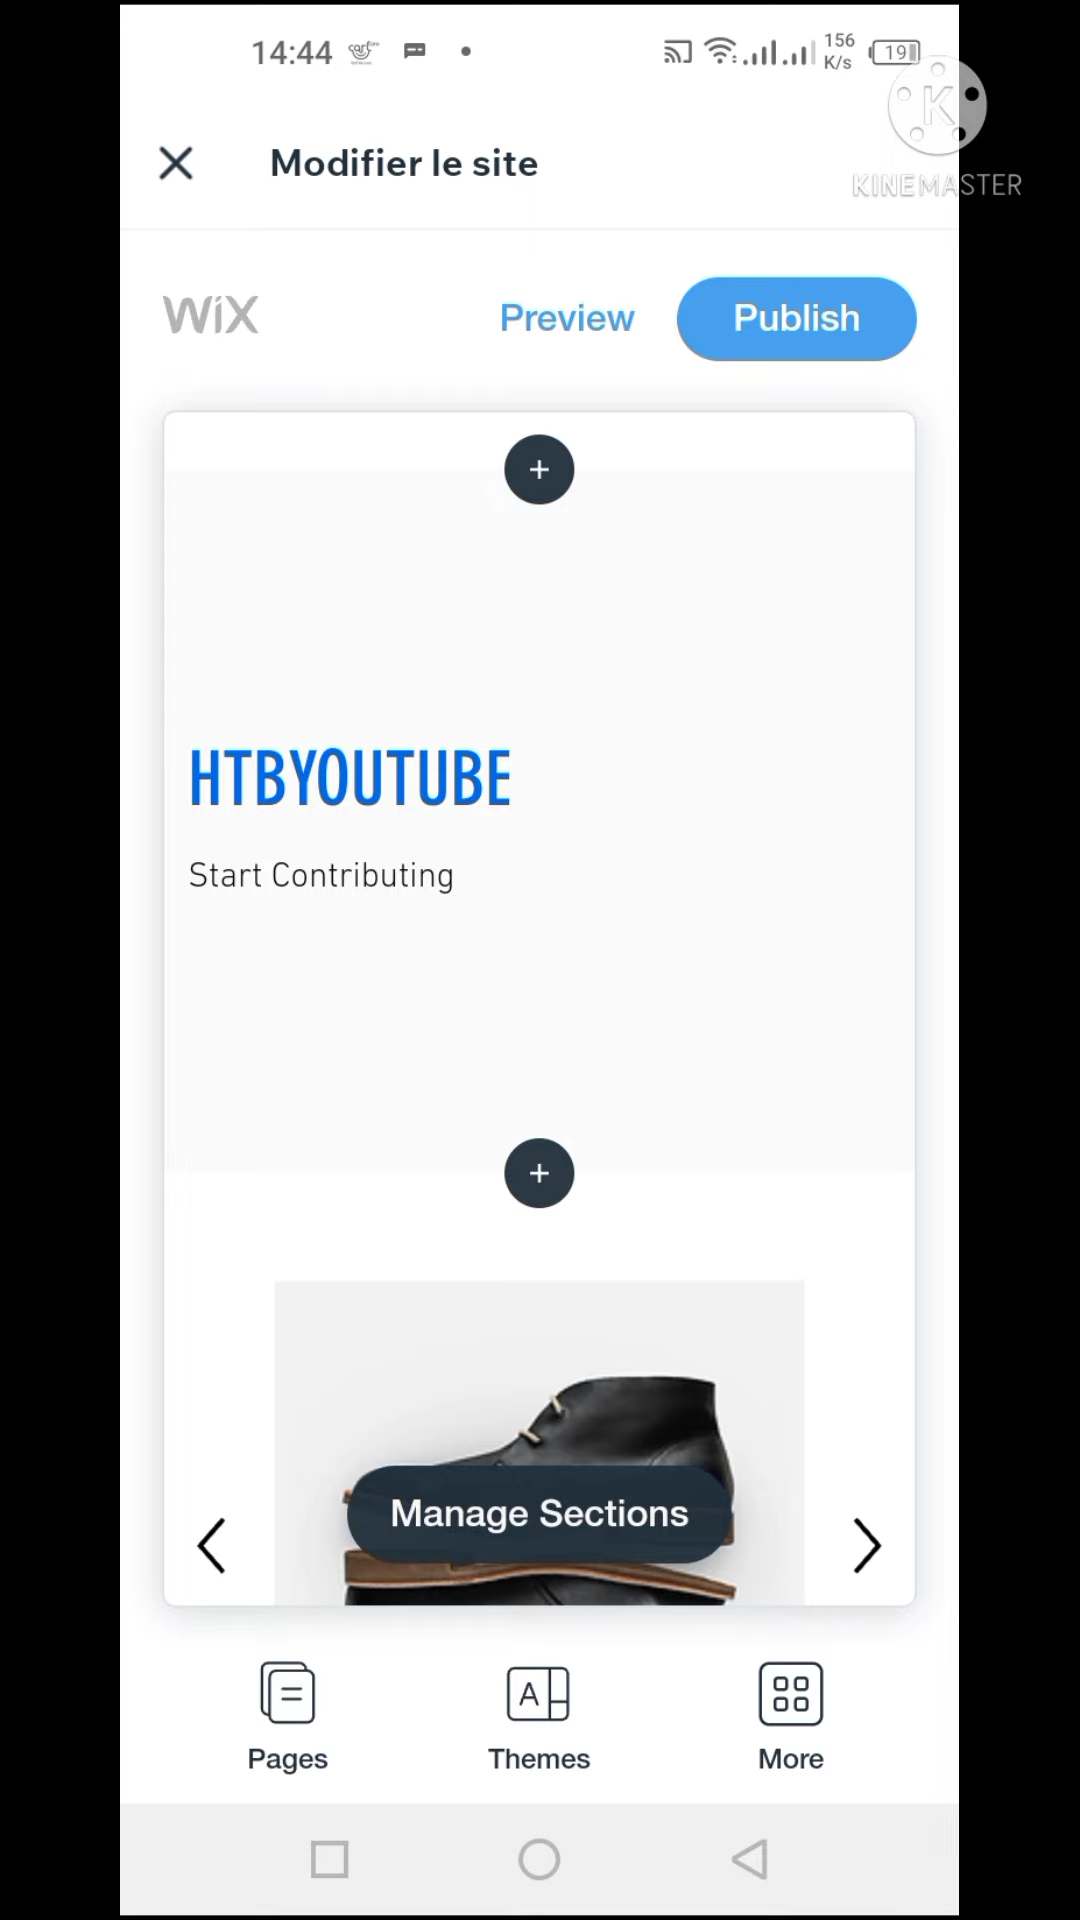 14:44
156
K/s
19
K
KINEMASTER
Modifier le site
WiX
Preview
Publish
+
HTBYOUTUBE
Start Contributing
+
Manage Sections
A
Pages
Themes
More